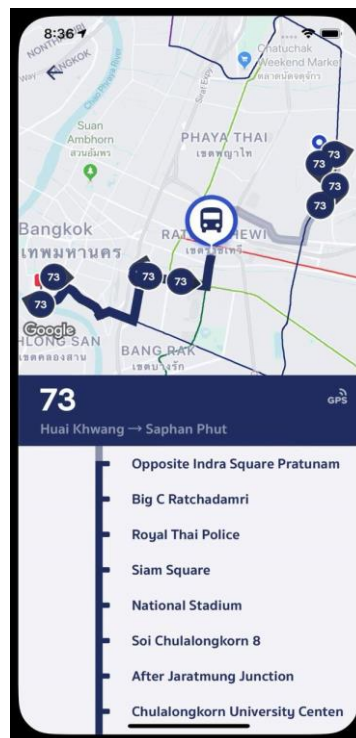 8:36
NONTHABURI
BANGKOK
Chao Phraya River
Sirat Expy
Chatuchak
Weekend Market
ตลาดนัดจตุจักร
Suan
Ambhorn
สวนอัมพร
PHAYA THAI
เขตพญาไท
73
73
73
73
Bangkok
เทพมหานคร
เขตราชเทวี
73
73
73
73
Google
HLONG SAN
เขตคลองสาน
BANG RAK
เขตบางรัก
73
GPS
Huai Khwang → Saphan Phut
Opposite Indra Square Pratunam
Big C Ratchadamri
Royal Thai Police
Siam Square
National Stadium
Soi Chulalongkorn 8
After Jaratmung Junction
Chulalongkorn University Centen